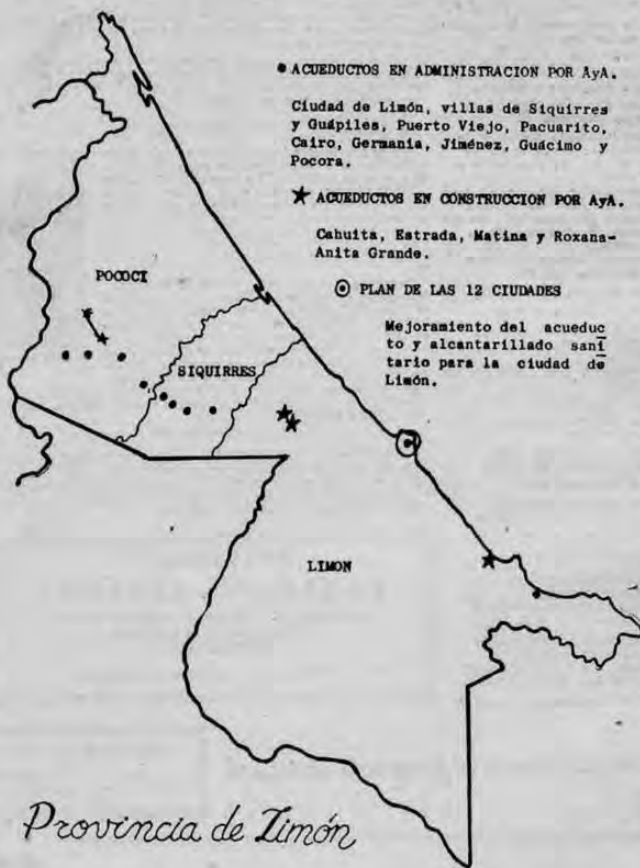 ● ACUEDUCTOS EN ADMINISTRACION POR AyA.
Ciudad de Limón, villas de Siquirres
y Guápiles, Puerto Viejo, Pacuarito,
Cairo, Germania, Jiménez, Guácimo y
Pocora.
★ ACUEDUCTOS EN CONSTRUCCION POR AyA.
Cahuita, Estrada, Matina y Roxana-
Anita Grande.
PLAN DE LAS 12 CIUDADES
Mejoramiento del acueduc
to y alcantarillado sani
tario para la ciudad de
Limón.
POCOCI
SIQUIRRES
LIMON
Provincia de Limón